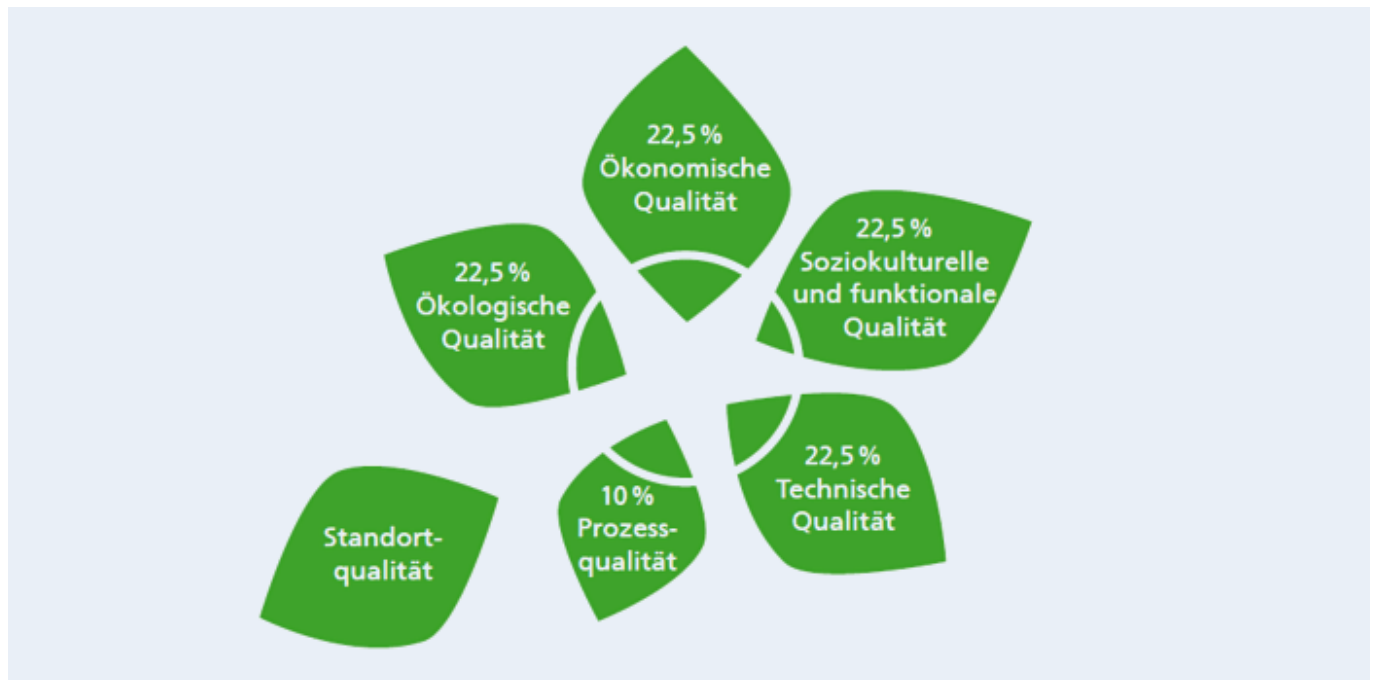 22,5 %
Ökonomische
Qualität
22,5 %
Soziokulturelle
und funktionale
Qualität
22,5 %
Ökologische
Qualität
22,5 %
Technische
Qualität
10 %
Prozess-
qualität
Standort-
qualität